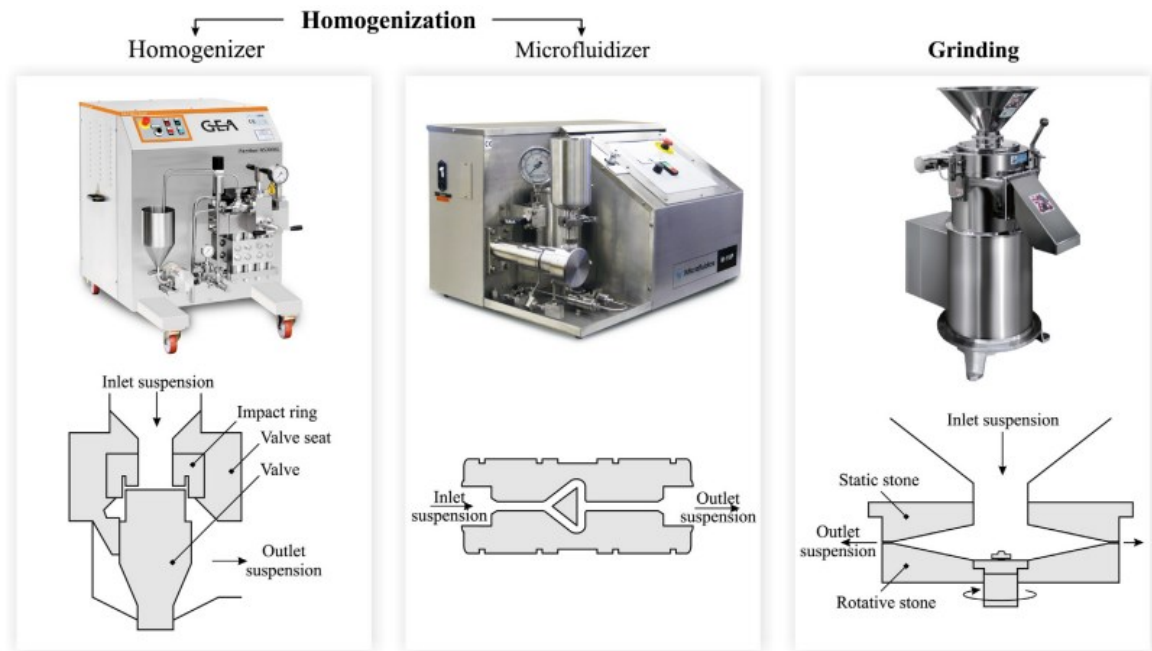 Homogenization
Homogenizer
Microfluidizer
Grinding
GEA
Microfluidics
Inlet suspension
Impact ring
Valve seat
Valve
Outlet
suspension
Inlet
suspension
Outlet
suspension
Inlet suspension
Static stone
Outlet
suspension
Rotative stone